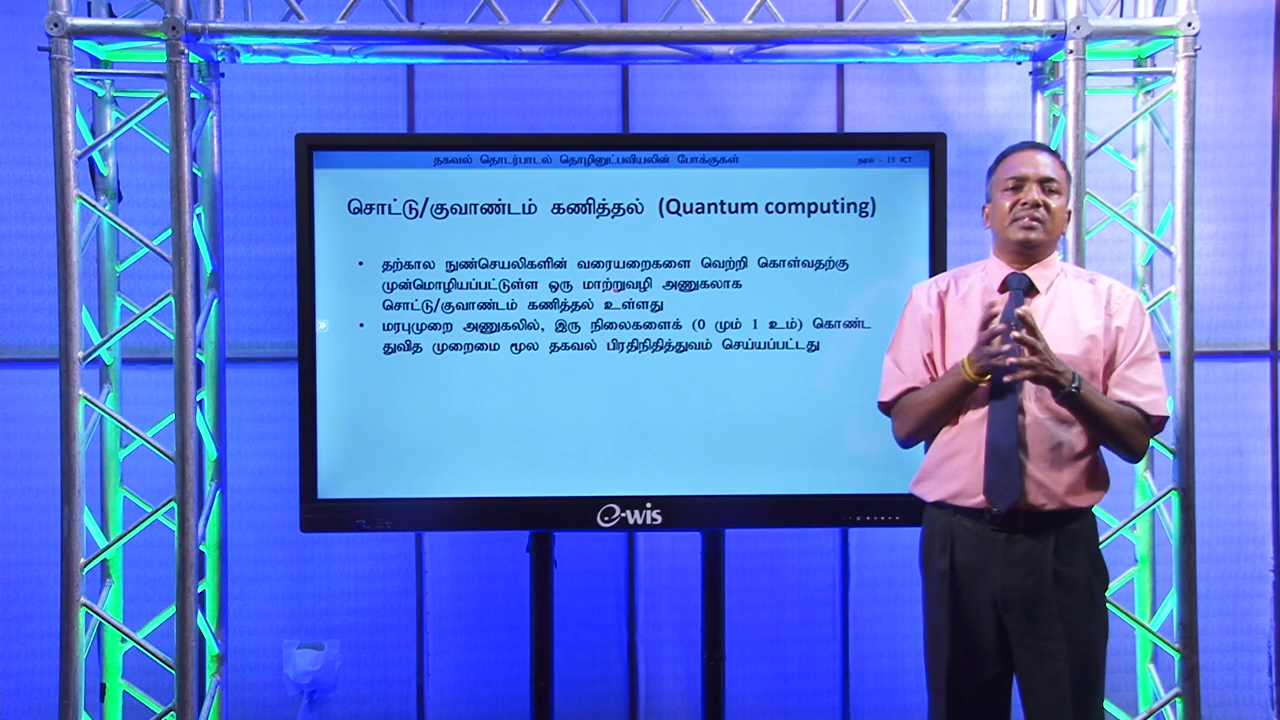 தகவல் தொடர்பாடல் தொழினுட்பவியலின் போக்குகள்
தரம் - 13 ICT
சொட்டு/குவாண்டம் கணித்தல் (Quantum computing)
• தற்கால நுண்செயலிகளின் வரையறைகளை வெற்றி கொள்வதற்கு
முன்மொழியப்பட்டுள்ள ஒரு மாற்றுவழி அணுகலாக
சொட்டு/குவாண்டம் கணித்தல் உள்ளது
• மரபுமுறை அணுகலில், இரு நிலைகளைக் (0 மும் 1 உம்) கொண்ட
துவித முறைமை மூல தகவல் பிரதிநிதித்துவம் செய்யப்பட்டது
e-wis